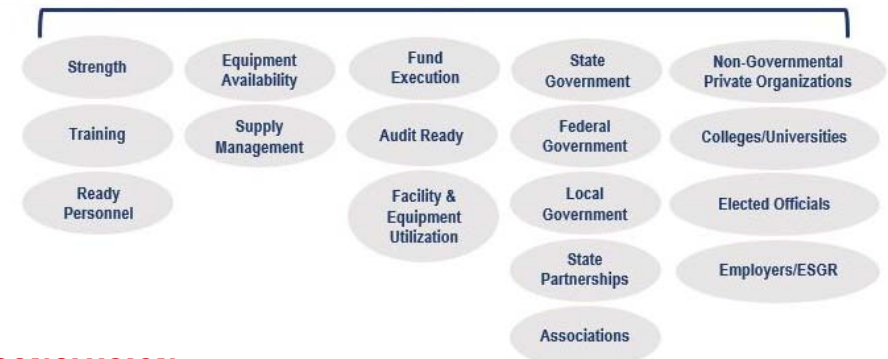 Strength
Training
Ready
Personnel
Equipment
Availability
Supply
Management
Fund
Execution
Audit Ready
Facility &
Equipment
Utilization
State
Government
Federal
Government
Local
Government
State
Partnerships
Associations
Non-Governmental
Private Organizations
Colleges/Universities
Elected Officials
Employers/ESGR